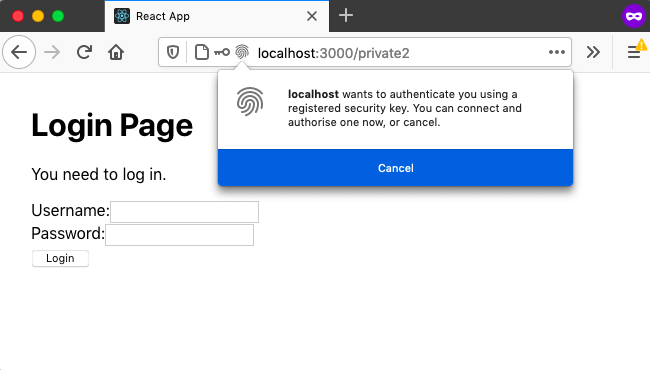 React App
localhost:3000/private2
localhost wants to authenticate you using a
registered security key. You can connect and
authorise one now, or cancel.
Cancel
Login Page
You need to log in.
Username:
Password:
Login